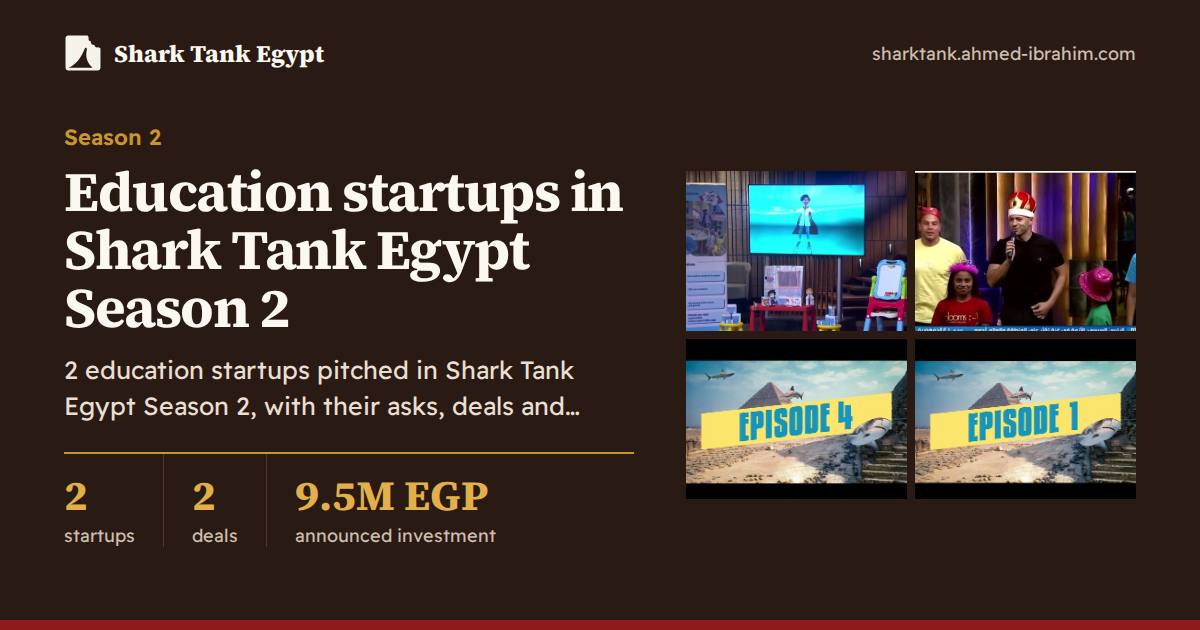 Shark Tank Egypt
sharktank.ahmed-ibrahim.com
Season 2
Education startups in
Shark Tank Egypt
Season 2
2 education startups pitched in Shark Tank
Egypt Season 2, with their asks, deals and…
2
startups
2
deals
9.5M EGP
announced investment
EPISODE 4
EPISODE 1